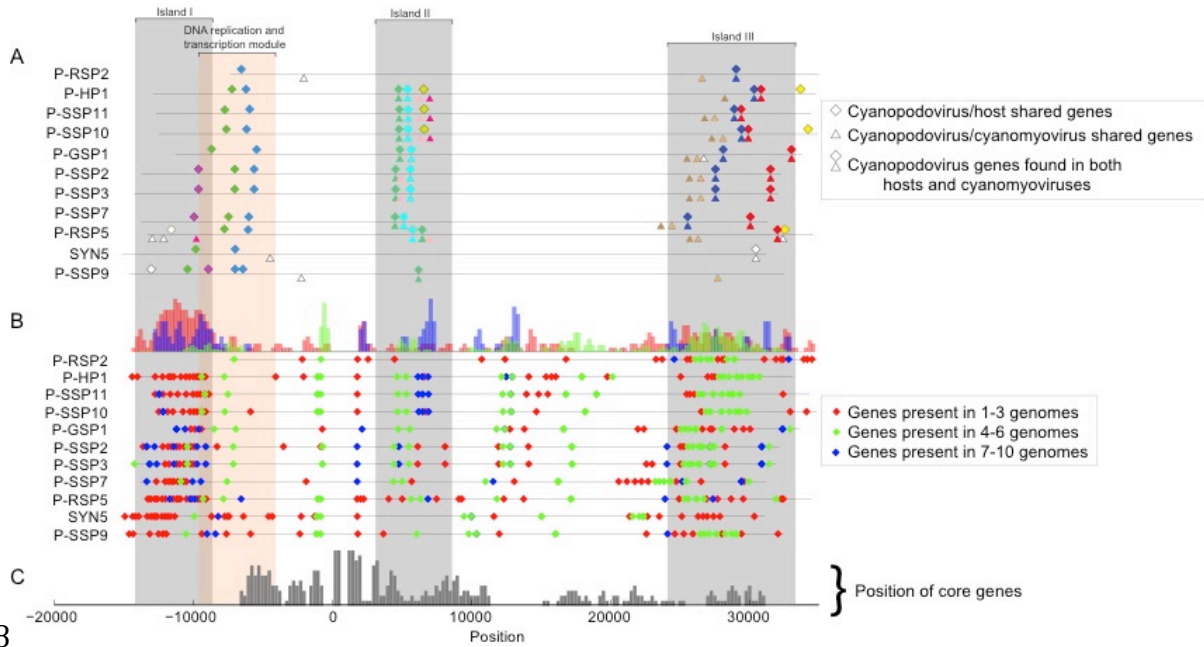 Island I
Island II
DNA replication and
transcription module
Island III
A
P-RSP2
P-HP1
P-SSP11
P-SSP10
P-GSP1
P-SSP2
P-SSP3
P-SSP7
P-RSP5
SYN5
P-SSP9
Cyanopodovirus/host shared genes
Cyanopodovirus/cyanomyovirus shared genes
Cyanopodovirus genes found in both
hosts and cyanomyoviruses
B
P-RSP2
P-HP1
P-SSP11
P-SSP10
P-GSP1
P-SSP2
P-SSP3
P-SSP7
P-RSP5
SYN5
P-SSP9
Genes present in 1-3 genomes
Genes present in 4-6 genomes
Genes present in 7-10 genomes
C
} Position of core genes
−20000 −10000 0 10000 20000 30000
Position
3